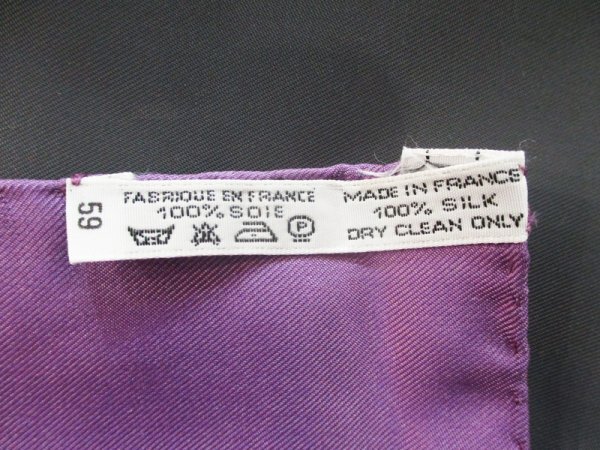 59
FABRIQUE EN FRANCE
100% SOIE
P
MADE IN FRANCE
100% SILK
DRY CLEAN ONLY